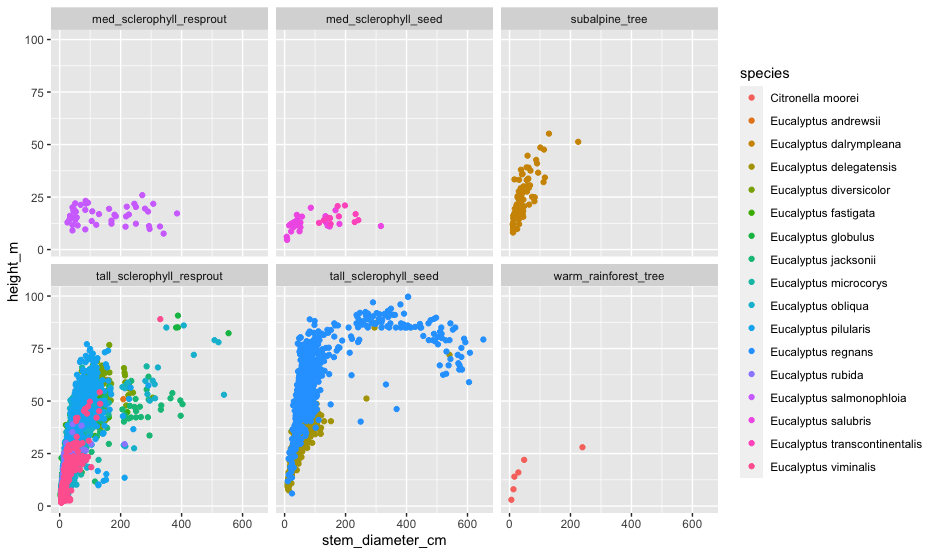 med_sclerophyll_resprout
med_sclerophyll_seed
subalpine_tree
100
75
50
25
0
tall_sclerophyll_resprout
tall_sclerophyll_seed
warm_rainforest_tree
100
75
50
25
0
0 200 400 600
0 200 400 600
0 200 400 600
height_m
stem_diameter_cm
species
Citronella moorei
Eucalyptus andrewsii
Eucalyptus dalrympleana
Eucalyptus delegatensis
Eucalyptus diversicolor
Eucalyptus fastigata
Eucalyptus globulus
Eucalyptus jacksonii
Eucalyptus microcorys
Eucalyptus obliqua
Eucalyptus pilularis
Eucalyptus regnans
Eucalyptus rubida
Eucalyptus salmonophloia
Eucalyptus salubris
Eucalyptus transcontinentalis
Eucalyptus viminalis